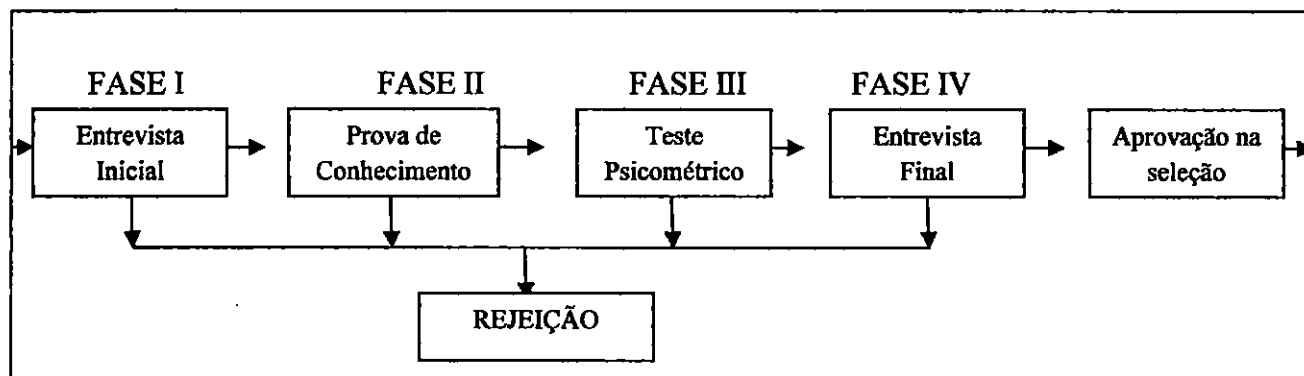 FASE I
FASE II
FASE III
FASE IV
Entrevista
Inicial
Prova de
Conhecimento
Teste
Psicométrico
Entrevista
Final
Aprovação na
seleção
REJEIÇÃO